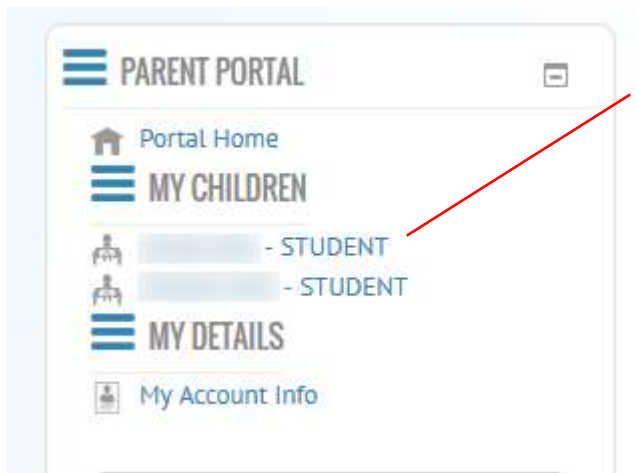 PARENT PORTAL
Portal Home
MY CHILDREN
- STUDENT
- STUDENT
MY DETAILS
My Account Info